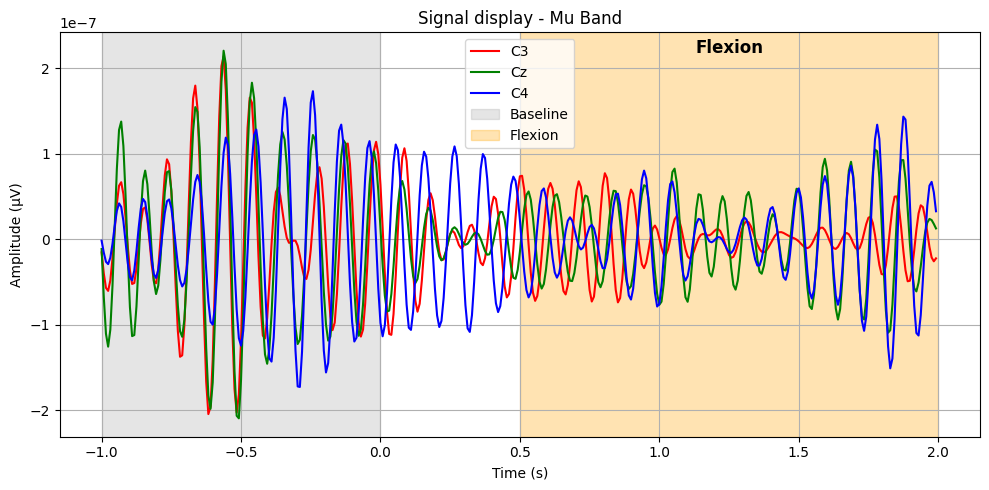 Signal display - Mu Band
1e−7
Flexion
C3
Cz
C4
Baseline
Flexion
2
1
0
−1
−2
Amplitude (µV)
−1.0 −0.5 0.0 0.5 1.0 1.5 2.0
Time (s)